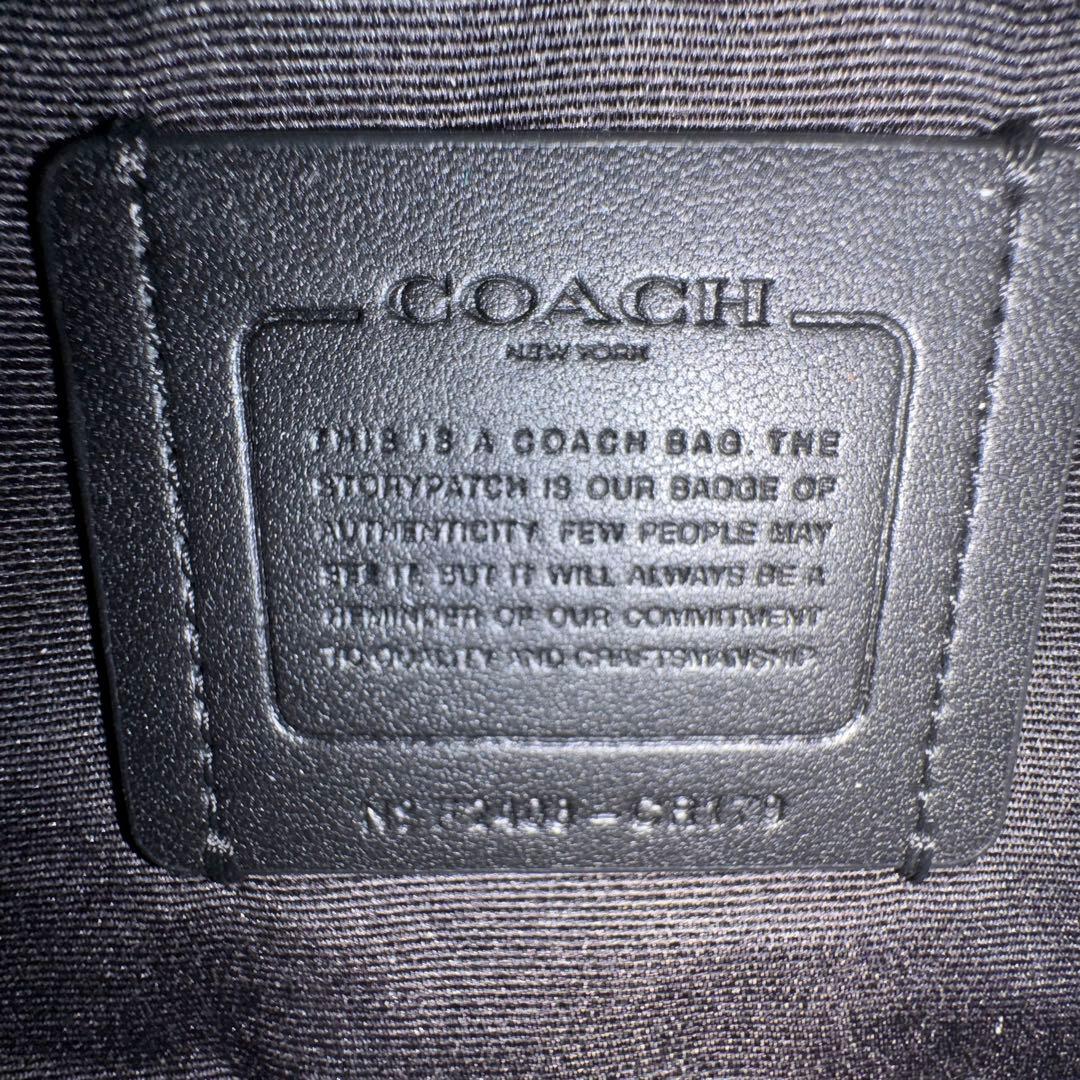 COACH
NEW YORK
THIS IS A COACH BAG. THE
STORYPATCH IS OUR BADGE OF
AUTHENTICITY. FEW PEOPLE MAY
SEE IT, BUT IT WILL ALWAYS BE A
REMINDER OF OUR COMMITMENT
TO QUALITY AND CRAFTSMANSHIP.
Nº